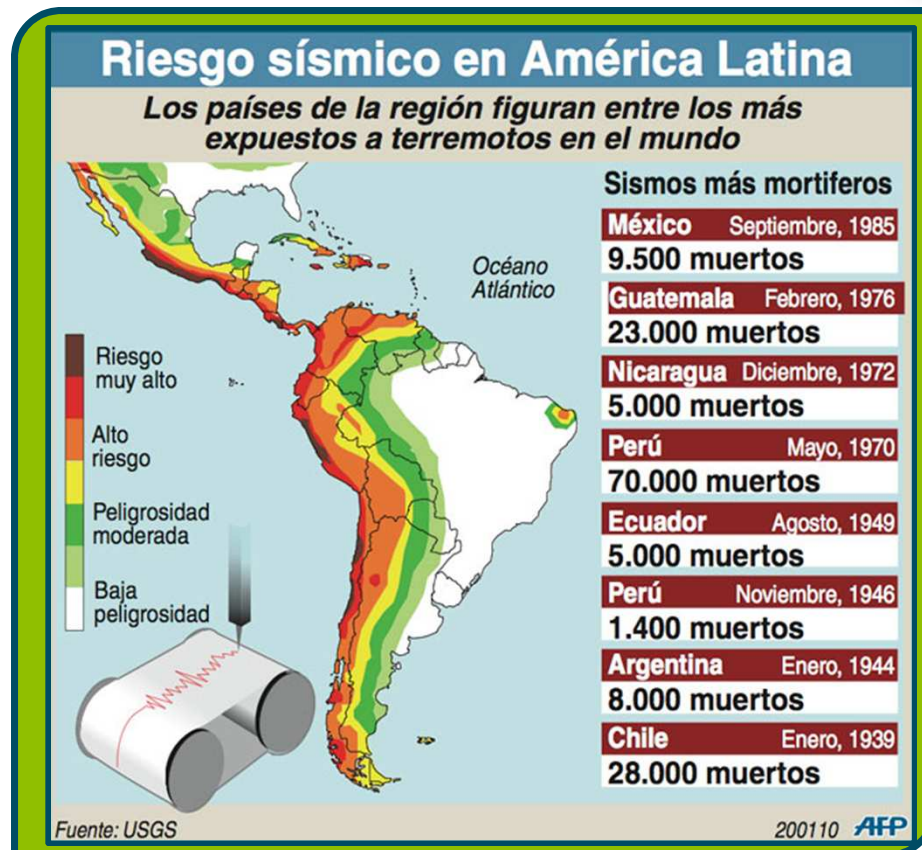 Riesgo sísmico en América Latina
Los países de la región figuran entre los más
expuestos a terremotos en el mundo
Océano
Atlántico
Riesgo
muy alto
Alto
riesgo
Peligrosidad
moderada
Baja
peligrosidad
Sismos más mortiferos
México Septiembre, 1985
9.500 muertos
Guatemala Febrero, 1976
23.000 muertos
Nicaragua Diciembre, 1972
5.000 muertos
Perú Mayo, 1970
70.000 muertos
Ecuador Agosto, 1949
5.000 muertos
Perú Noviembre, 1946
1.400 muertos
Argentina Enero, 1944
8.000 muertos
Chile Enero, 1939
28.000 muertos
Fuente: USGS
200110 AFP